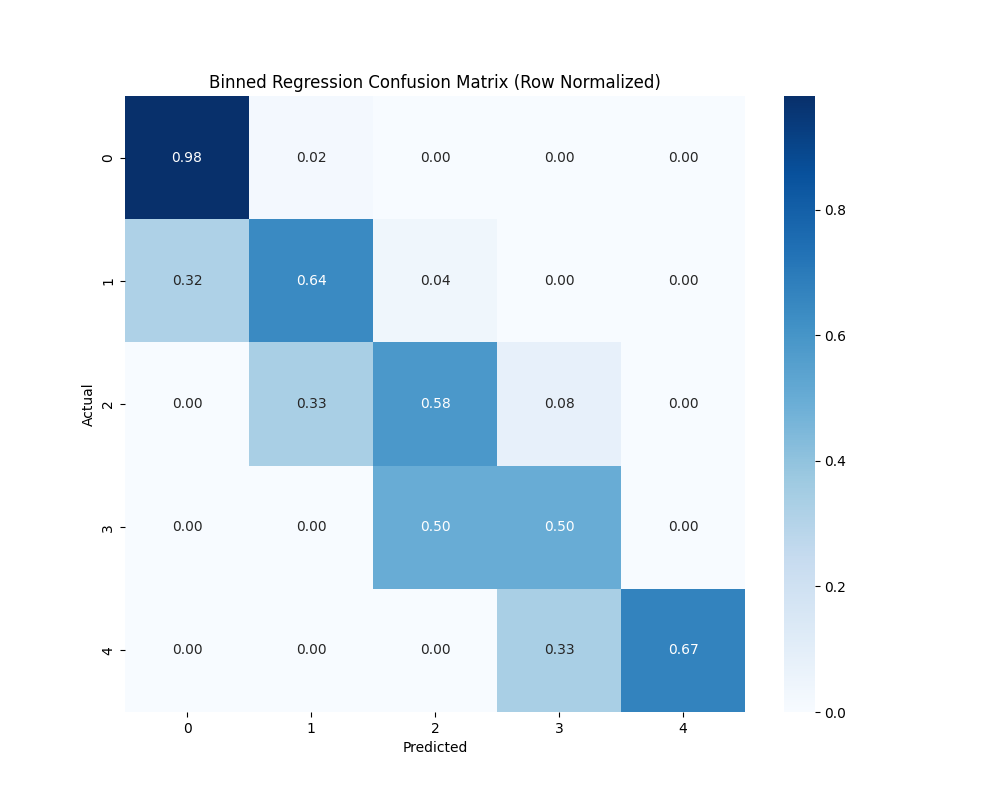 Binned Regression Confusion Matrix (Row Normalized)
0 0.98 0.02 0.00 0.00 0.00
1 0.32 0.64 0.04 0.00 0.00
2 0.00 0.33 0.58 0.08 0.00
3 0.00 0.00 0.50 0.50 0.00
4 0.00 0.00 0.00 0.33 0.67
0 1 2 3 4
Actual
Predicted
0.8
0.6
0.4
0.2
0.0